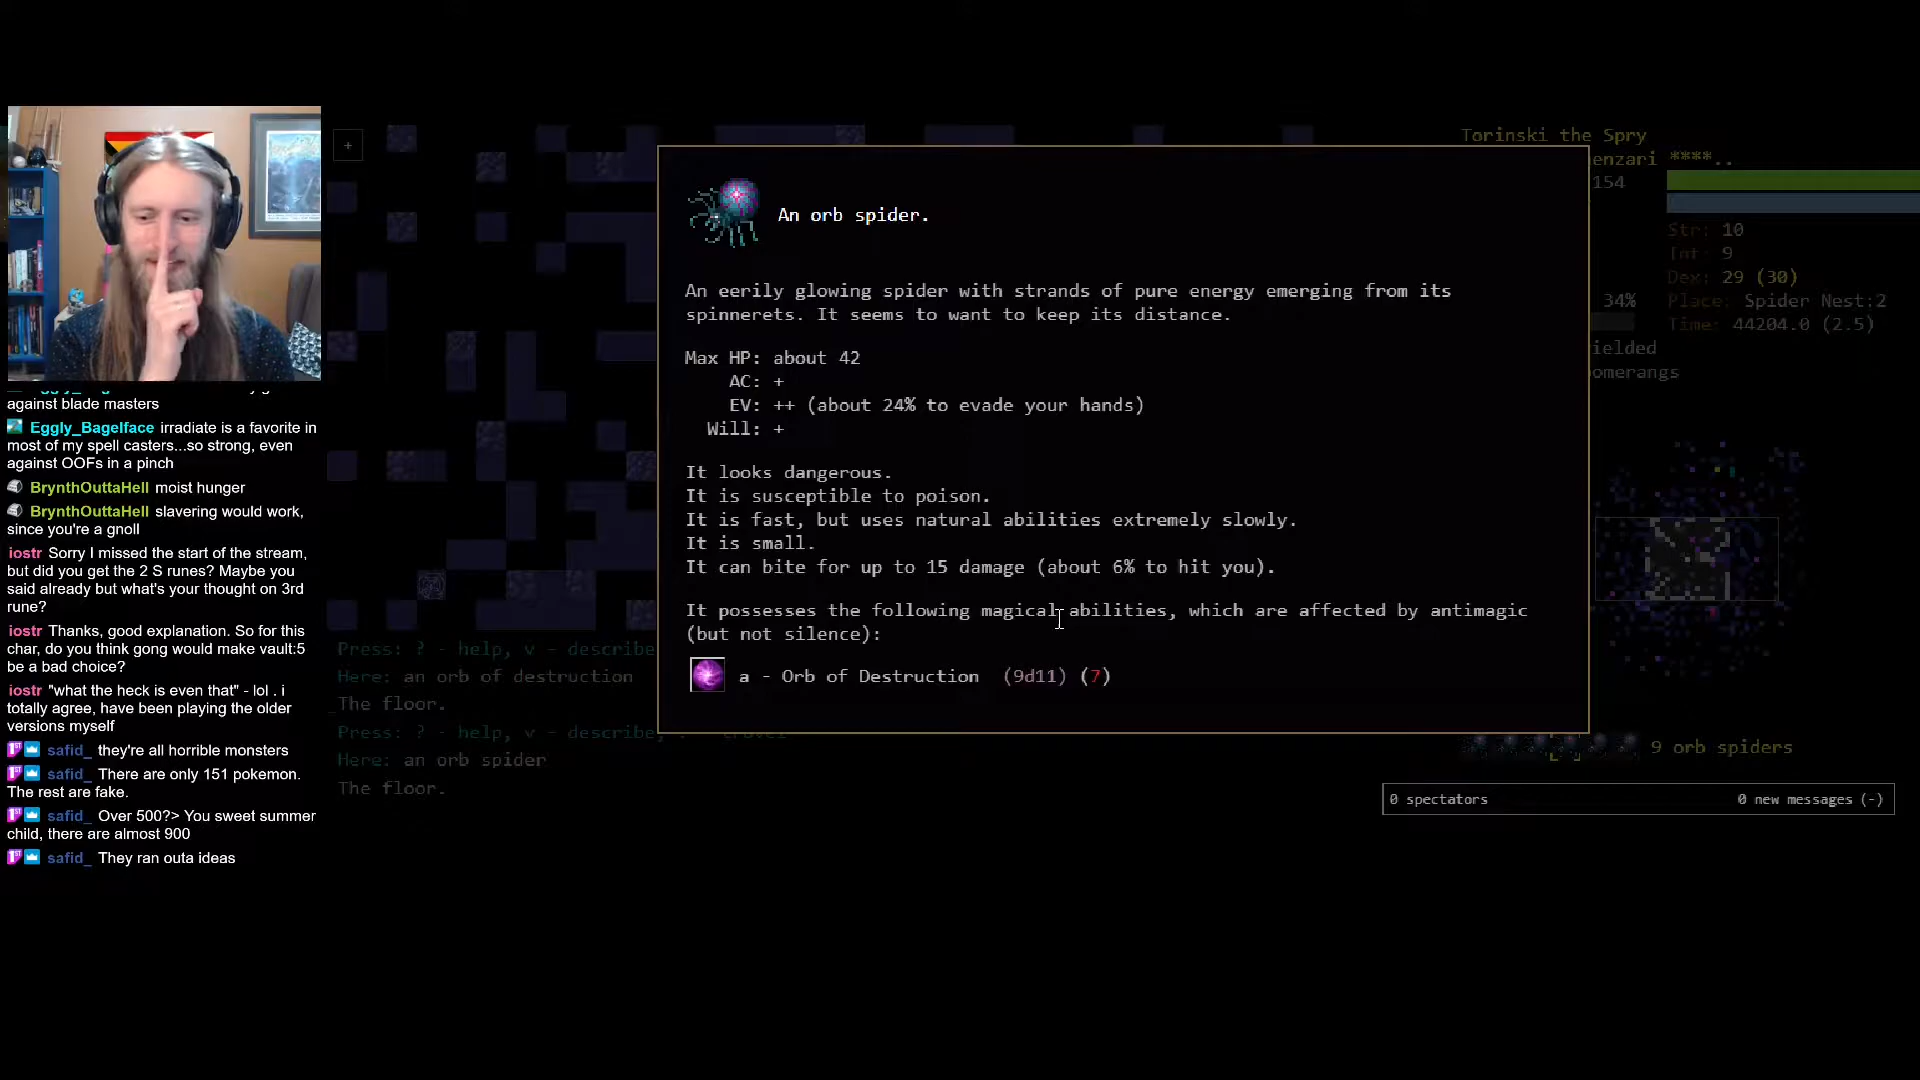 against blade masters
Eggly_Bagelface irradiate is a favorite in
most of my spell casters...so strong, even
against OOFs in a pinch
BrynthOuttaHell moist hunger
BrynthOuttaHell slavering would work,
since you're a gnoll
iostr Sorry I missed the start of the stream,
but did you get the 2 S runes? Maybe you
said already but what's your thought on 3rd
rune?
iostr Thanks, good explanation. So for this
char, do you think gong would make vault:5
be a bad choice?
iostr "what the heck is even that" - lol . i
totally agree, have been playing the older
versions myself
safid_ they're all horrible monsters
safid_ There are only 151 pokemon.
The rest are fake.
safid_ Over 500?> You sweet summer
child, there are almost 900
safid_ They ran outa ideas
+
An orb spider.
An eerily glowing spider with strands of pure energy emerging from its
spinnerets. It seems to want to keep its distance.
Max HP: about 42
AC: +
EV: ++ (about 24% to evade your hands)
Will: +
It looks dangerous.
It is susceptible to poison.
It is fast, but uses natural abilities extremely slowly.
It is small.
It can bite for up to 15 damage (about 6% to hit you).
It possesses the following magical abilities, which are affected by antimagic
(but not silence):
a - Orb of Destruction (9d11) (7)
Press: ? - help, v - describe
Here: an orb of destruction
The floor.
Press: ? - help, v - describe,
Here: an orb spider
The floor.
Torinski the Spry
enzari ****..
154
Str: 10
Int: 9
Dex: 29 (30)
34% Place: Spider Nest:2
Time: 44204.0 (2.5)
ielded
oomerangs
9 orb spiders
0 spectators 0 new messages (-)